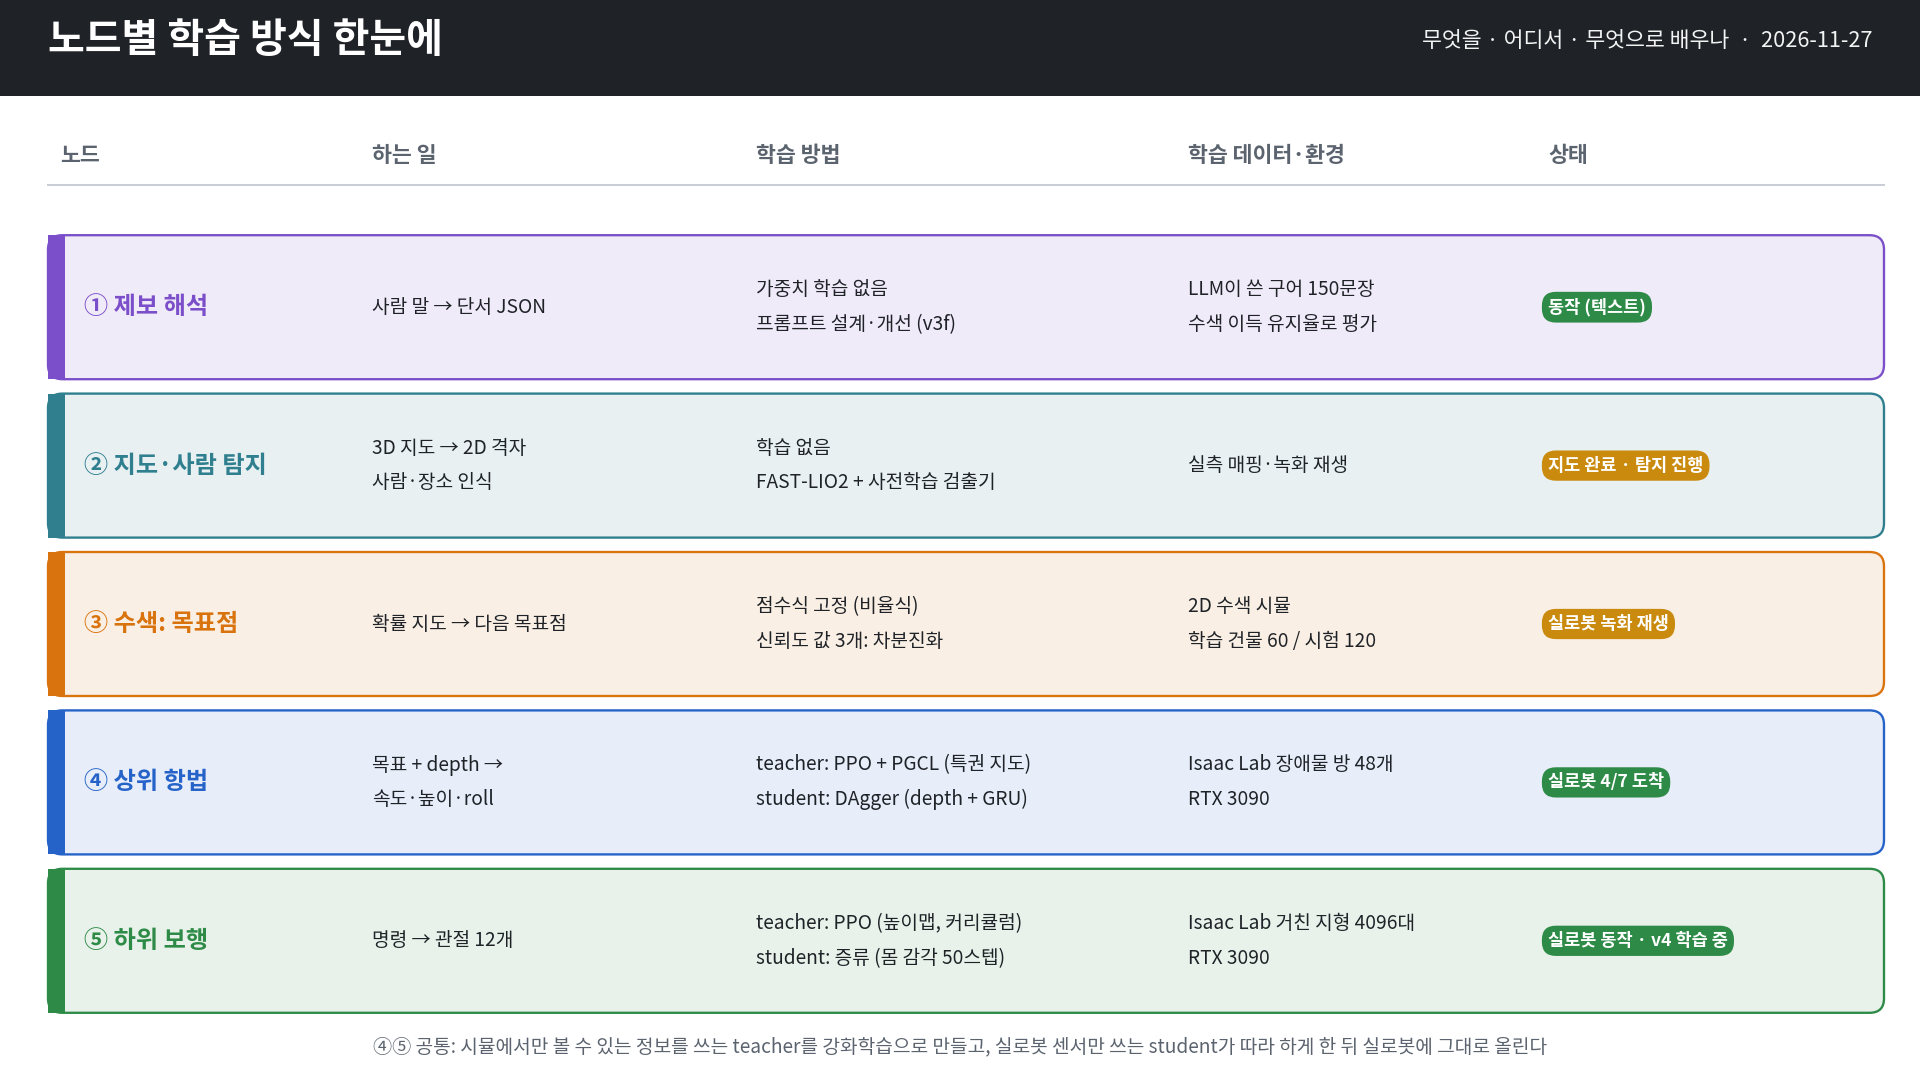 노드별 학습 방식 한눈에
무엇을 · 어디서 · 무엇으로 배우나 · 2026-11-27
노드 하는 일 학습 방법 학습 데이터·환경 상태
① 제보 해석
사람 말 → 단서 JSON
가중치 학습 없음
프롬프트 설계·개선 (v3f)
LLM이 쓴 구어 150문장
수색 이득 유지율로 평가
동작 (텍스트)
② 지도·사람 탐지
3D 지도 → 2D 격자
사람·장소 인식
학습 없음
FAST-LIO2 + 사전학습 검출기
실측 매핑·녹화 재생
지도 완료 · 탐지 진행
③ 수색: 목표점
확률 지도 → 다음 목표점
점수식 고정 (비율식)
신뢰도 값 3개: 차분진화
2D 수색 시뮬
학습 건물 60 / 시험 120
실로봇 녹화 재생
④ 상위 항법
목표 + depth →
속도·높이·roll
teacher: PPO + PGCL (특권 지도)
student: DAgger (depth + GRU)
Isaac Lab 장애물 방 48개
RTX 3090
실로봇 4/7 도착
⑤ 하위 보행
명령 → 관절 12개
teacher: PPO (높이맵, 커리큘럼)
student: 증류 (몸 감각 50스텝)
Isaac Lab 거친 지형 4096대
RTX 3090
실로봇 동작 · v4 학습 중
④⑤ 공통: 시뮬에서만 볼 수 있는 정보를 쓰는 teacher를 강화학습으로 만들고, 실로봇 센서만 쓰는 student가 따라 하게 한 뒤 실로봇에 그대로 올린다